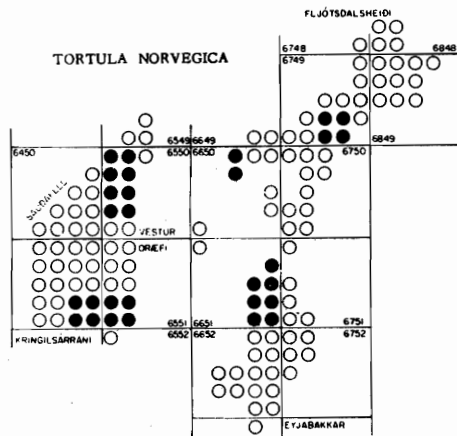 FLJÓTSDALSHEIÐI
TORTULA NORVEGICA
6748 6848
6749
6549 6649
6450 6550 6650 6750 6849
SAUÐAFELL
VESTUR
ÖRÆFI
6551 6651 6751
KRINGILSÁRRANI 6552 6652 6752
EYJABAKKAR